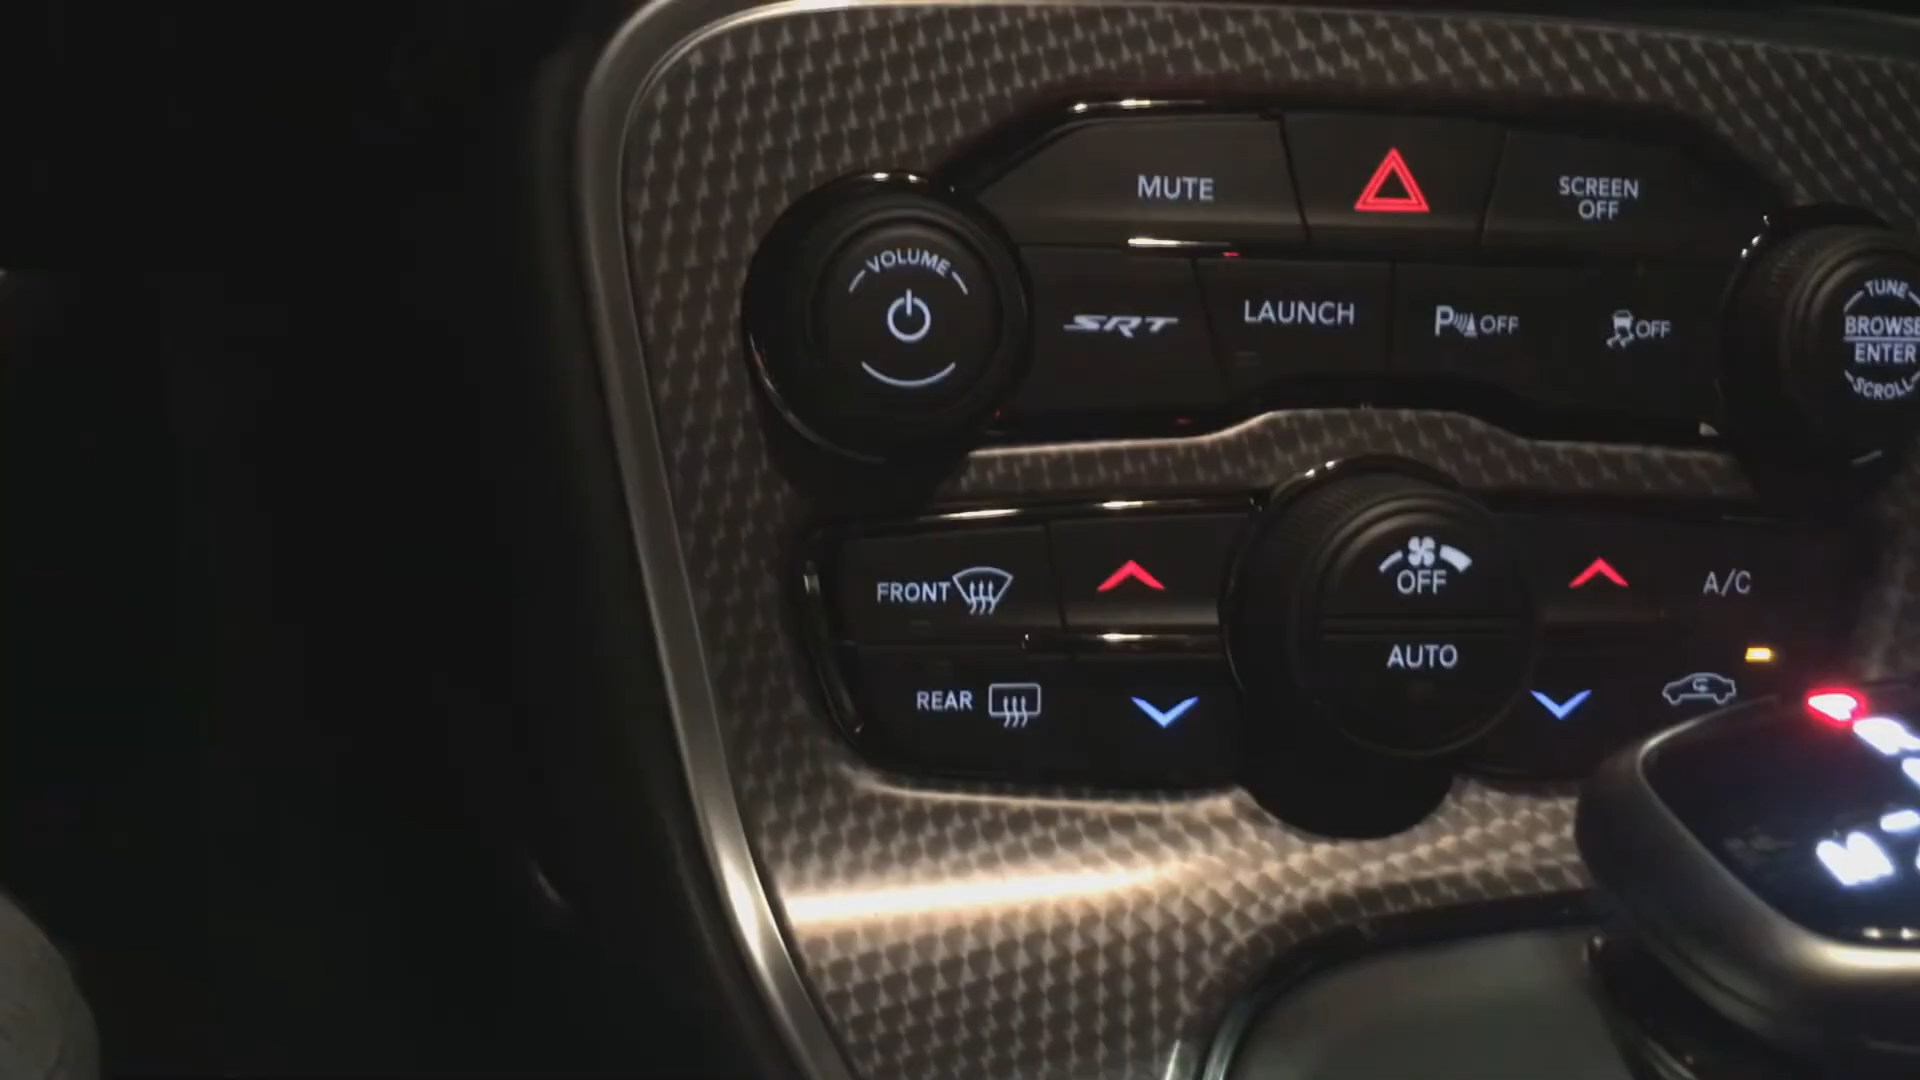 MUTE
SCREEN
OFF
VOLUME
SRT
LAUNCH
P OFF
OFF
TUNE
BROWSE
ENTER
SCROLL
FRONT
OFF
A/C
AUTO
REAR
M